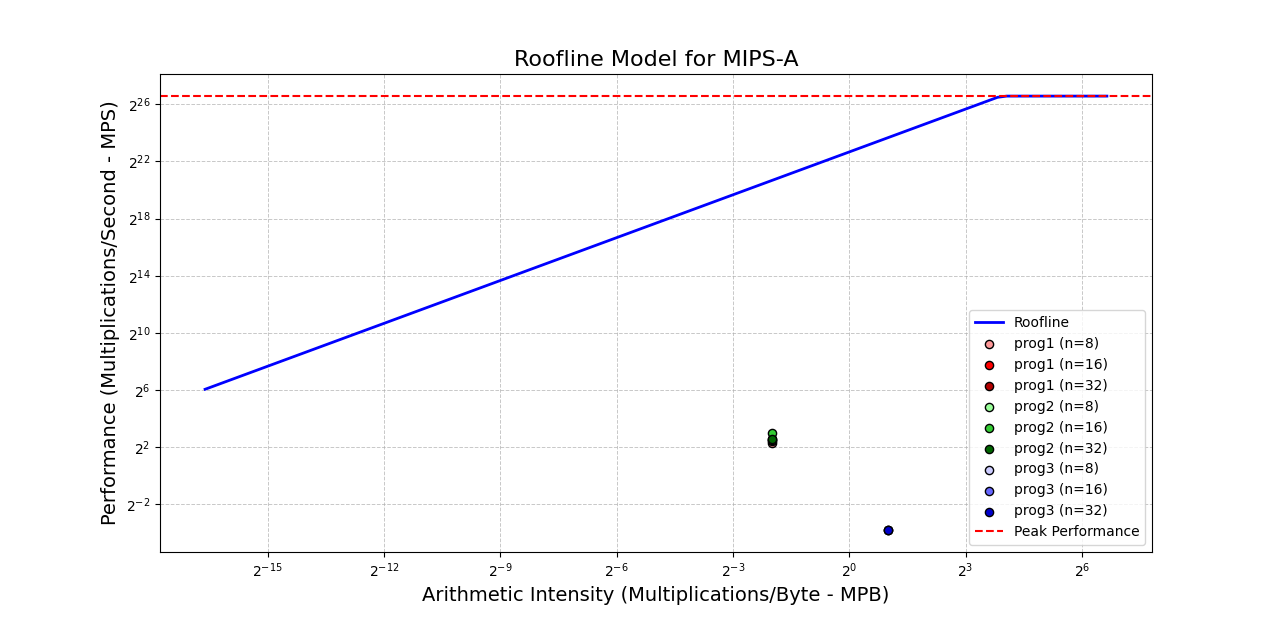 Roofline Model for MIPS-A
Performance (Multiplications/Second - MPS)
2^26
2^22
2^18
2^14
2^10
2^6
2^2
2^−2
Roofline
prog1 (n=8)
prog1 (n=16)
prog1 (n=32)
prog2 (n=8)
prog2 (n=16)
prog2 (n=32)
prog3 (n=8)
prog3 (n=16)
prog3 (n=32)
Peak Performance
2^−15 2^−12 2^−9 2^−6 2^−3 2^0 2^3 2^6
Arithmetic Intensity (Multiplications/Byte - MPB)